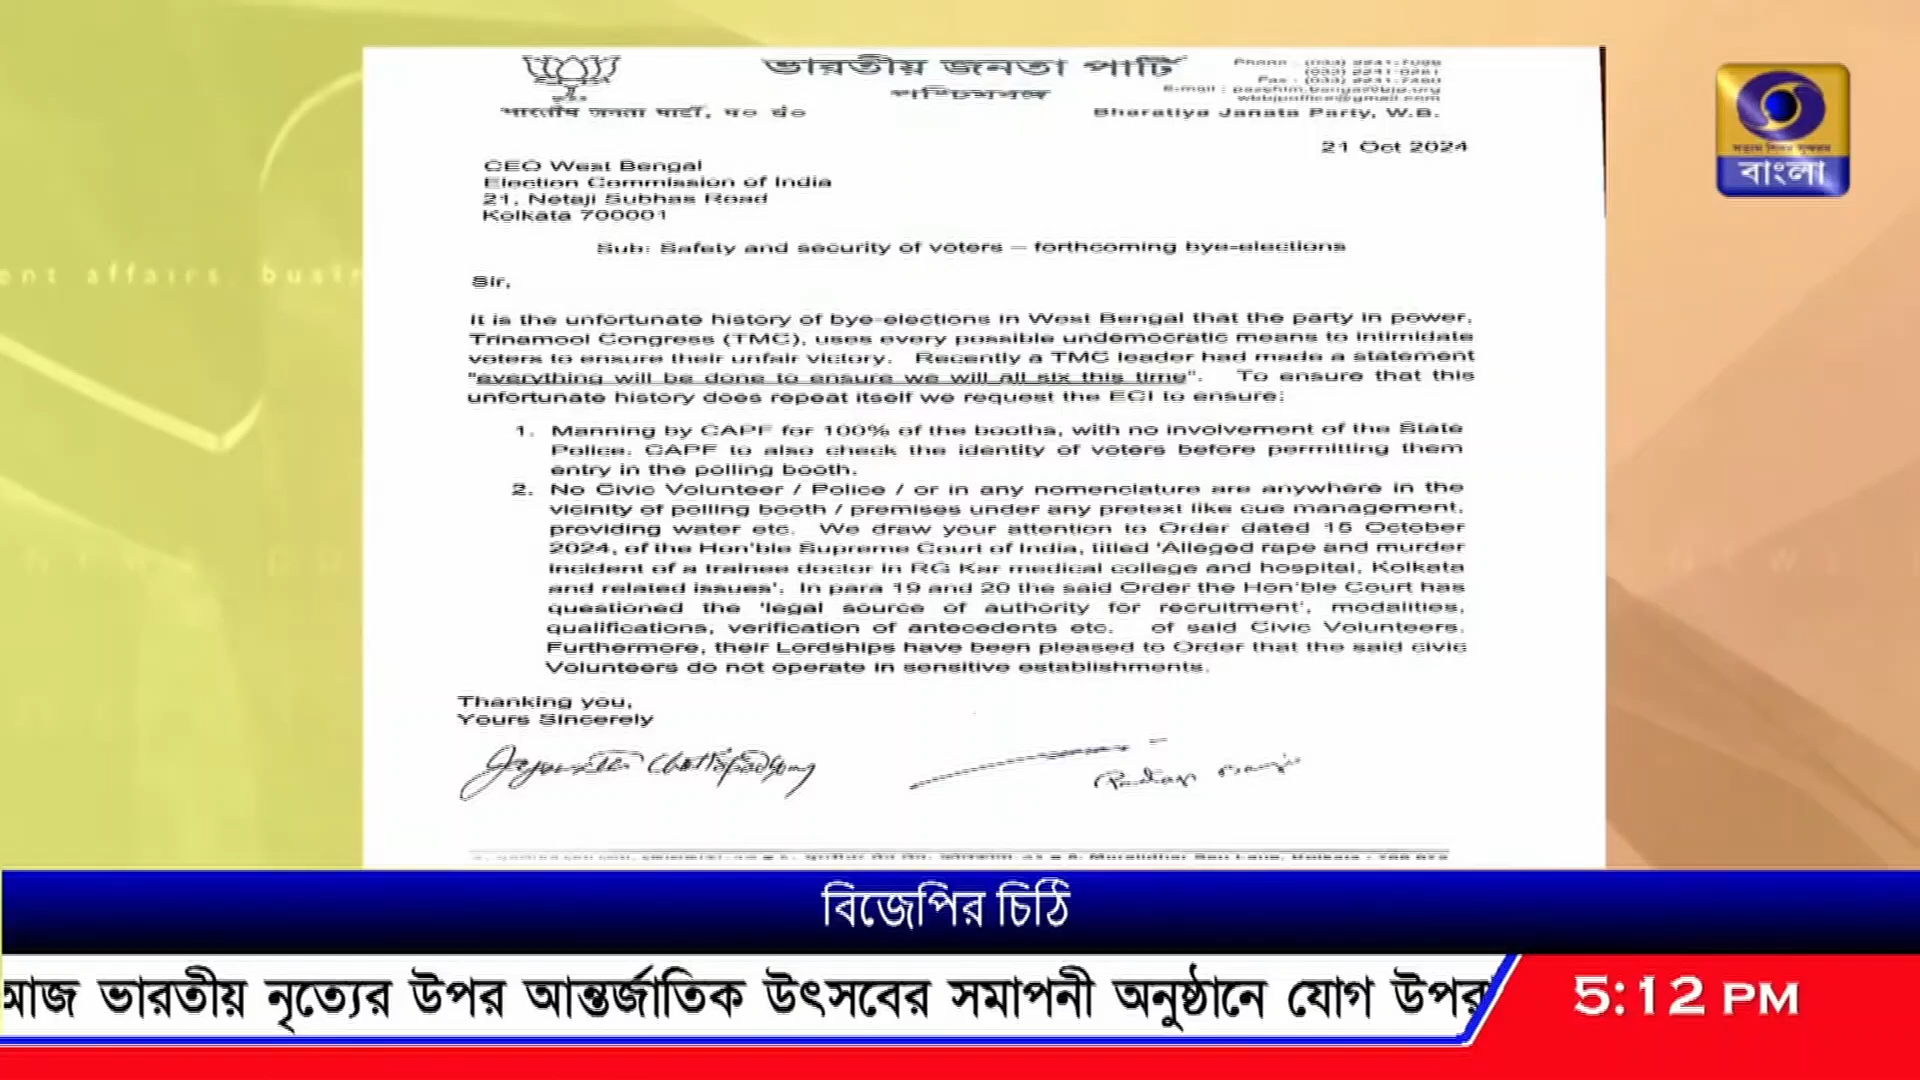 ভারতীয় জনতা পার্টি
পশ্চিমবঙ্গ
Phone : (033)
Fax : (033)
E-mail :
Bharatiya Janata Party, W.B.
21 Oct 2024
CEO West Bengal
Election Commission of India
21, Netaji Subhas Road
Kolkata 700001
Sub: Safety and security of voters – forthcoming bye-elections
Sir,
It is the unfortunate history of bye-elections in West Bengal that the party in power,
Trinamool Congress (TMC), uses every possible undemocratic means to intimidate
voters to ensure their unfair victory. Recently a TMC leader had made a statement
"everything will be done to ensure we will all six this time". To ensure that this
unfortunate history does repeat itself we request the ECI to ensure:
1. Manning by CAPF for 100% of the booths, with no involvement of the State
Police. CAPF to also check the identity of voters before permitting them
entry in the polling booth.
2. No Civic Volunteer / Police / or in any nomenclature are anywhere in the
vicinity of polling booth / premises under any pretext like cue management,
providing water etc. We draw your attention to Order dated 15 October
2024, of the Hon'ble Supreme Court of India, titled 'Alleged rape and murder
incident of a trainee doctor in RG Kar medical college and hospital, Kolkata
and related issues'. In para 19 and 20 the said Order the Hon'ble Court has
questioned the 'legal source of authority for recruitment', modalities,
qualifications, verification of antecedents etc. of said Civic Volunteers.
Furthermore, their Lordships have been pleased to Order that the said civic
Volunteers do not operate in sensitive establishments.
Thanking you,
Yours Sincerely
বাংলা
বিজেপির চিঠি
আজ ভারতীয় নৃত্যের উপর আন্তর্জাতিক উৎসবের সমাপনী অনুষ্ঠানে যোগ উপর
5:12 PM